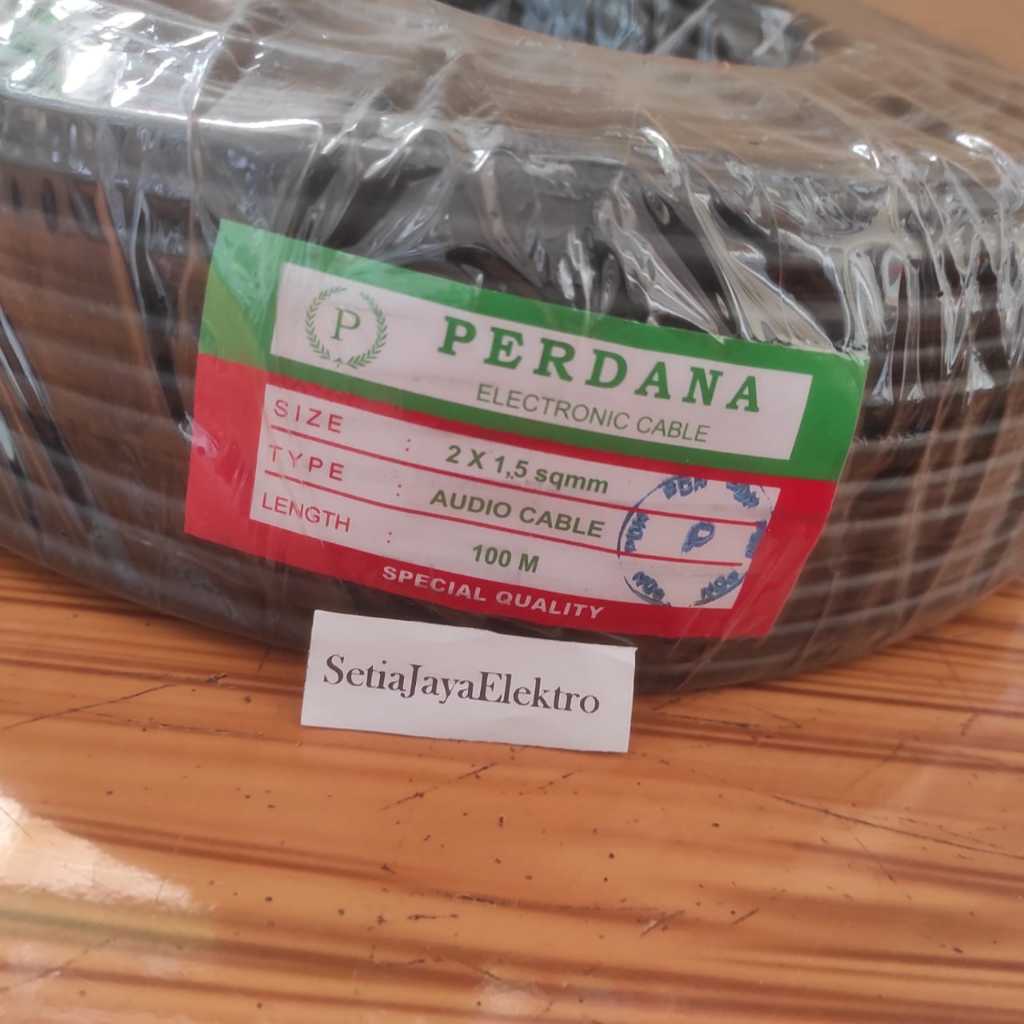 P
PERDANA
ELECTRONIC CABLE
SIZE : 2 X 1,5 sqmm
TYPE : AUDIO CABLE
LENGTH : 100 M
P
SPECIAL QUALITY
SetiaJayaElektro